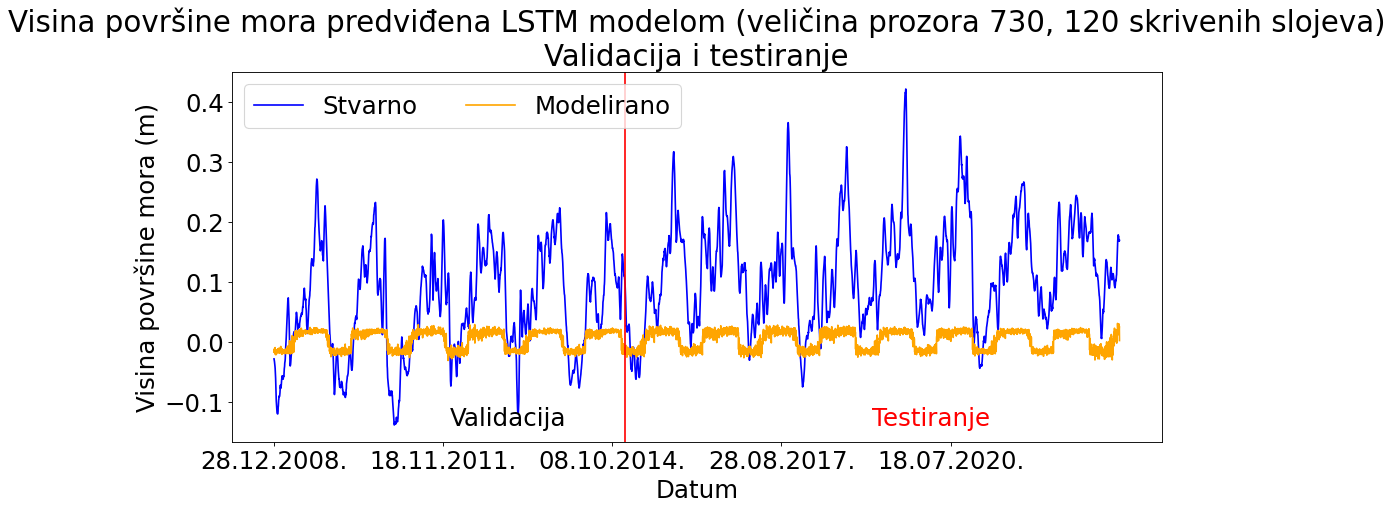 Visina površine mora predviđena LSTM modelom (veličina prozora 730, 120 skrivenih slojeva)
Validacija i testiranje
Stvarno
Modelirano
Visina površine mora (m)
0.4
0.3
0.2
0.1
0.0
−0.1
Validacija
Testiranje
28.12.2008.
18.11.2011.
08.10.2014.
28.08.2017.
18.07.2020.
Datum